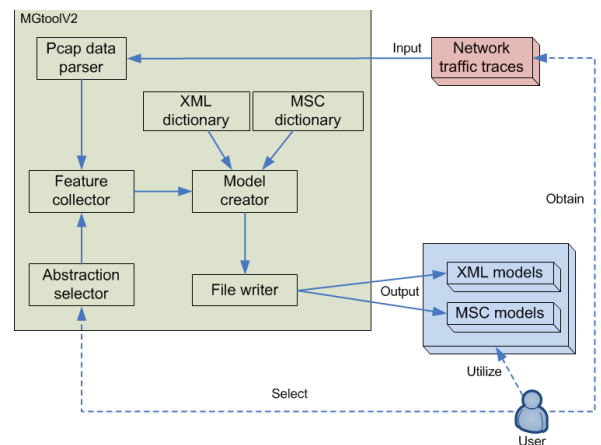 MGtoolV2
Pcap data
parser
Input
Network
traffic traces
XML
dictionary
MSC
dictionary
Feature
collector
Model
creator
Obtain
Abstraction
selector
File writer
Output
XML models
MSC models
Utilize
Select
User